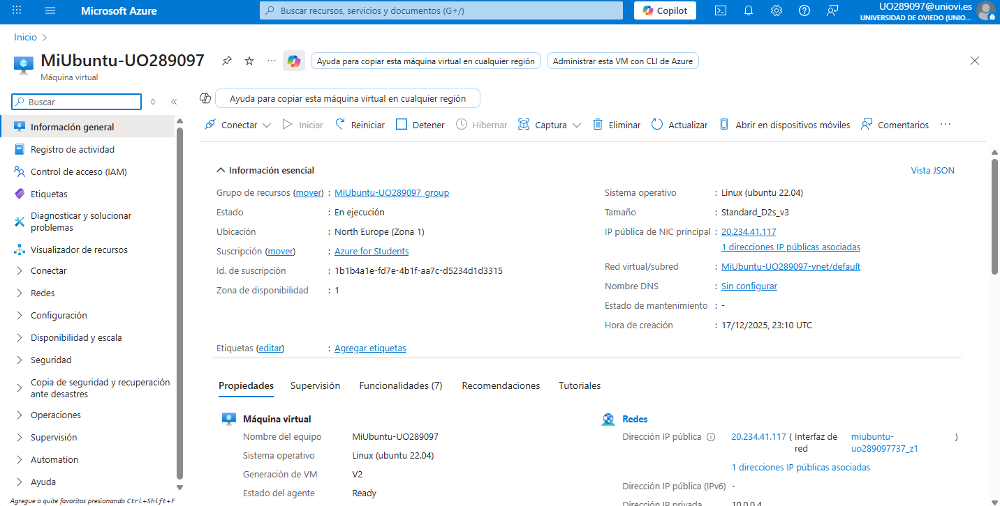 Microsoft Azure
Buscar recursos, servicios y documentos (G+/)
Copilot
UO289097@uniovi.es
UNIVERSIDAD DE OVIEDO (UNIO...
Inicio
MiUbuntu-UO289097
Máquina virtual
Ayuda para copiar esta máquina virtual en cualquier región
Administrar esta VM con CLI de Azure
Buscar
Información general
Registro de actividad
Control de acceso (IAM)
Etiquetas
Diagnosticar y solucionar
problemas
Visualizador de recursos
Conectar
Redes
Configuración
Disponibilidad y escala
Seguridad
Copia de seguridad y recuperación
ante desastres
Operaciones
Supervisión
Automation
Ayuda
Agregue o quite favoritos presionando Ctrl+Shift+F
Ayuda para copiar esta máquina virtual en cualquier región
Conectar Iniciar Reiniciar Detener Hibernar Captura Eliminar Actualizar Abrir en dispositivos móviles Comentarios ...
Información esencial
Vista JSON
Grupo de recursos (mover) : MiUbuntu-UO289097_group
Estado : En ejecución
Ubicación : North Europe (Zona 1)
Suscripción (mover) : Azure for Students
Id. de suscripción : 1b1b4a1e-fd7e-4b1f-aa7c-d5234d1d3315
Zona de disponibilidad : 1
Sistema operativo : Linux (ubuntu 22.04)
Tamaño : Standard_D2s_v3
IP pública de NIC principal : 20.234.41.117
1 direcciones IP públicas asociadas
Red virtual/subred : MiUbuntu-UO289097-vnet/default
Nombre DNS : Sin configurar
Estado de mantenimiento : -
Hora de creación : 17/12/2025, 23:10 UTC
Etiquetas (editar) : Agregar etiquetas
Propiedades Supervisión Funcionalidades (7) Recomendaciones Tutoriales
Máquina virtual
Nombre del equipo MiUbuntu-UO289097
Sistema operativo Linux (ubuntu 22.04)
Generación de VM V2
Estado del agente Ready
Redes
Dirección IP pública 20.234.41.117 ( Interfaz de red miubuntu-uo289097737_z1 )
1 direcciones IP públicas asociadas
Dirección IP pública (IPv6) -
Dirección IP privada 10.0.0.4